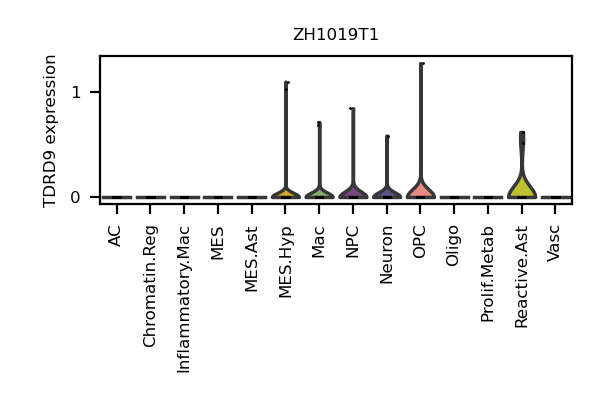 ZH1019T1
TDRD9 expression
1
0
AC
Chromatin.Reg
Inflammatory.Mac
MES
MES.Ast
MES.Hyp
Mac
NPC
Neuron
OPC
Oligo
Prolif.Metab
Reactive.Ast
Vasc